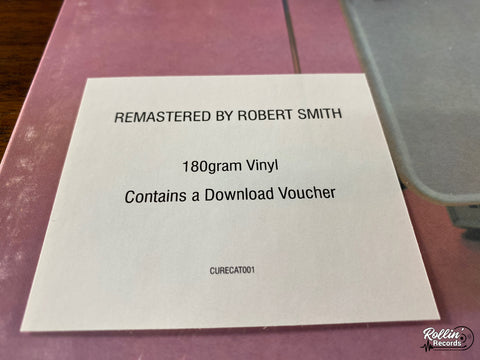 REMASTERED BY ROBERT SMITH
180gram Vinyl
Contains a Download Voucher
CURECAT001
Rollin'
Records